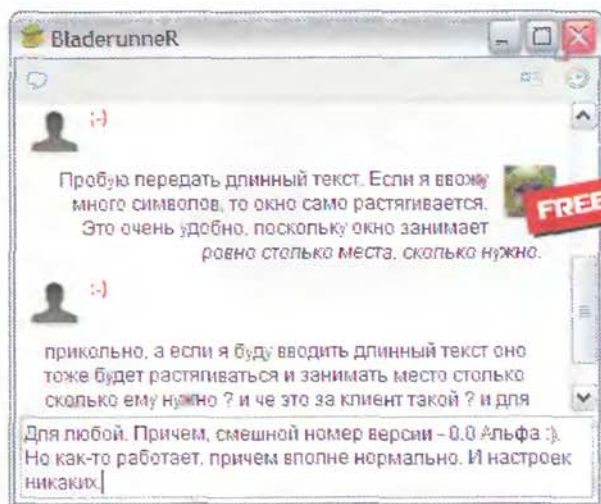 BladerunneR
:-)
Пробую передать длинный текст. Если я ввожу
много символов, то окно само растягивается.
Это очень удобно, поскольку окно занимает
ровно столько места, сколько нужно.
FREE
:-)
прикольно, а если я буду вводить длинный текст оно
тоже будет растягиваться и занимать место столько
сколько ему нужно ? и че это за клиент такой ? и для
Для любой. Причем, смешной номер версии - 0.0 Альфа :).
Но как-то работает, причем вполне нормально. И настроек
никаких.